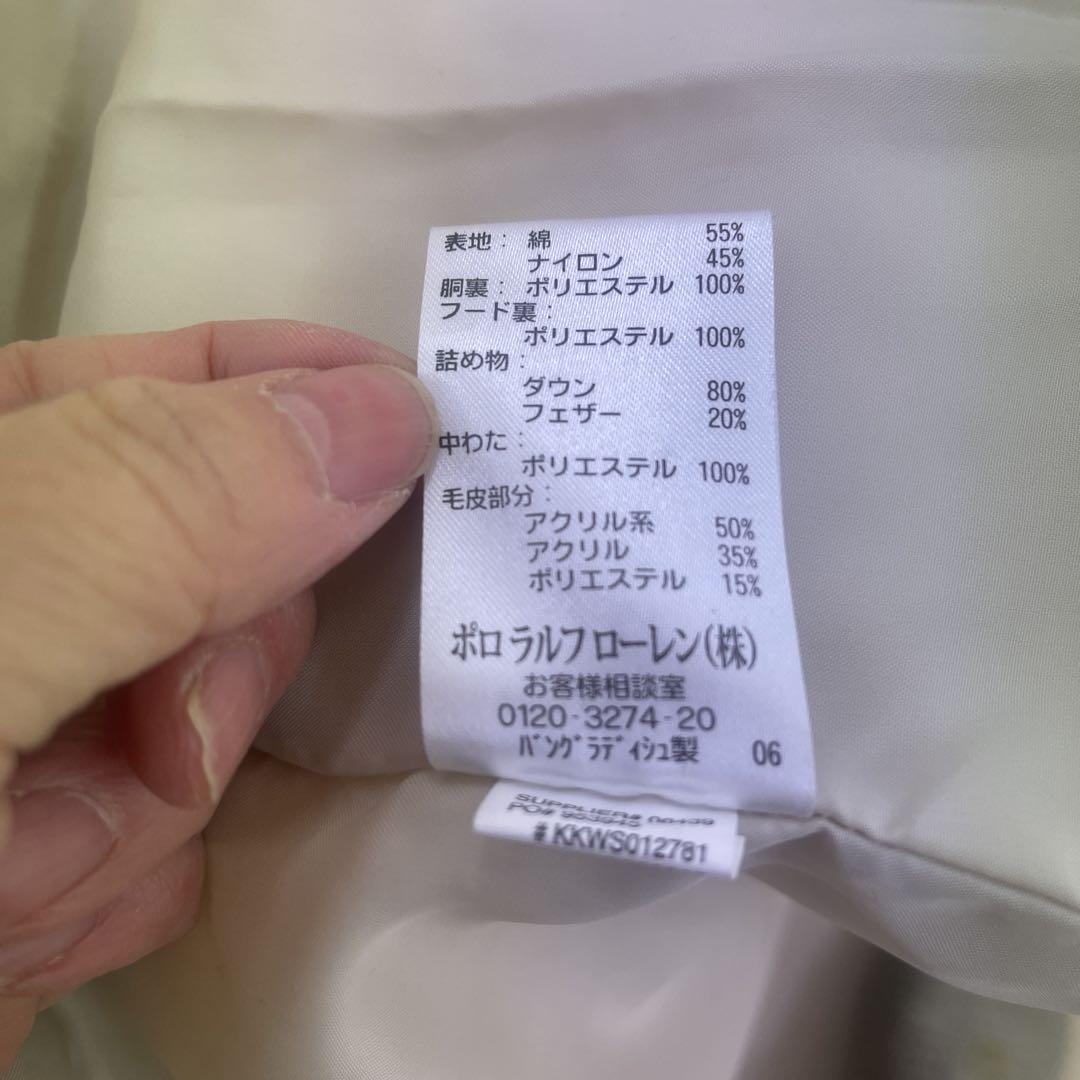 表地: 綿 55%
ナイロン 45%
胴裏: ポリエステル 100%
フード裏:
ポリエステル 100%
詰め物:
ダウン 80%
フェザー 20%
中わた:
ポリエステル 100%
毛皮部分:
アクリル系 50%
アクリル 35%
ポリエステル 15%
ポロ ラルフ ローレン(株)
お客様相談室
0120-3274-20
バングラディシュ製 06
SUPPLIER#
PO#
#KKWS012781